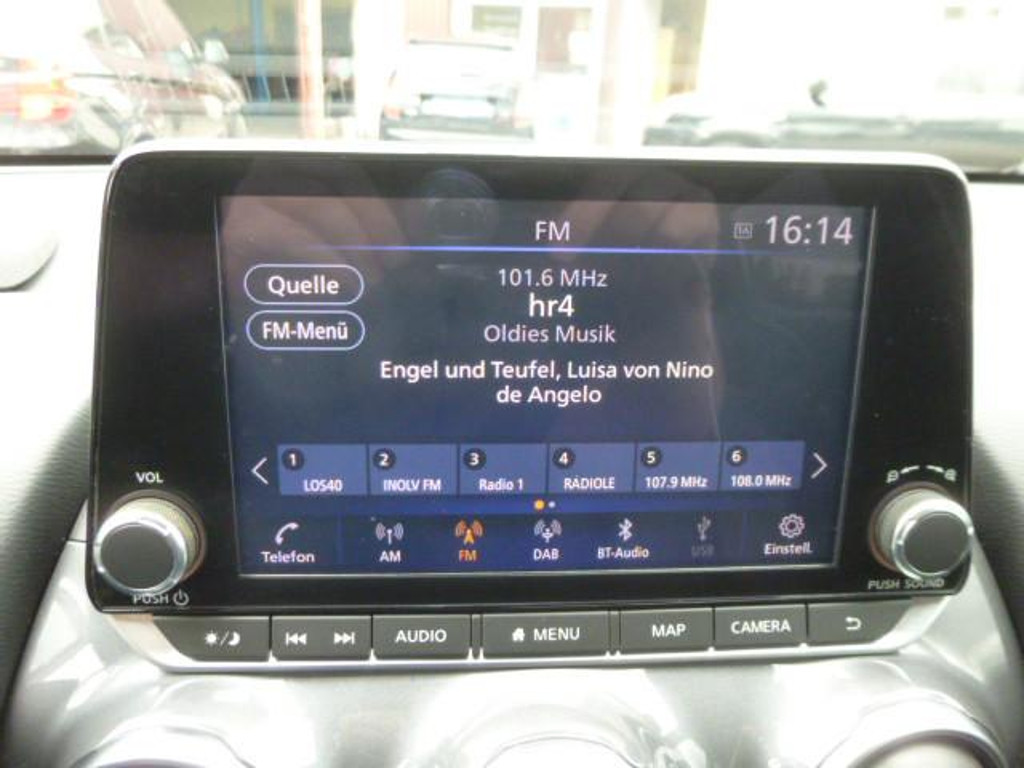 FM
TA 16:14
Quelle
101.6 MHz
hr4
FM-Menü
Oldies Musik
Engel und Teufel, Luisa von Nino
de Angelo
1 2 3 4 5 6
LOS40 INOLV FM Radio 1 RADIOLE 107.9 MHz 108.0 MHz
Telefon AM FM DAB BT-Audio USB Einstell.
VOL
PUSH
PUSH SOUND
AUDIO MENU MAP CAMERA